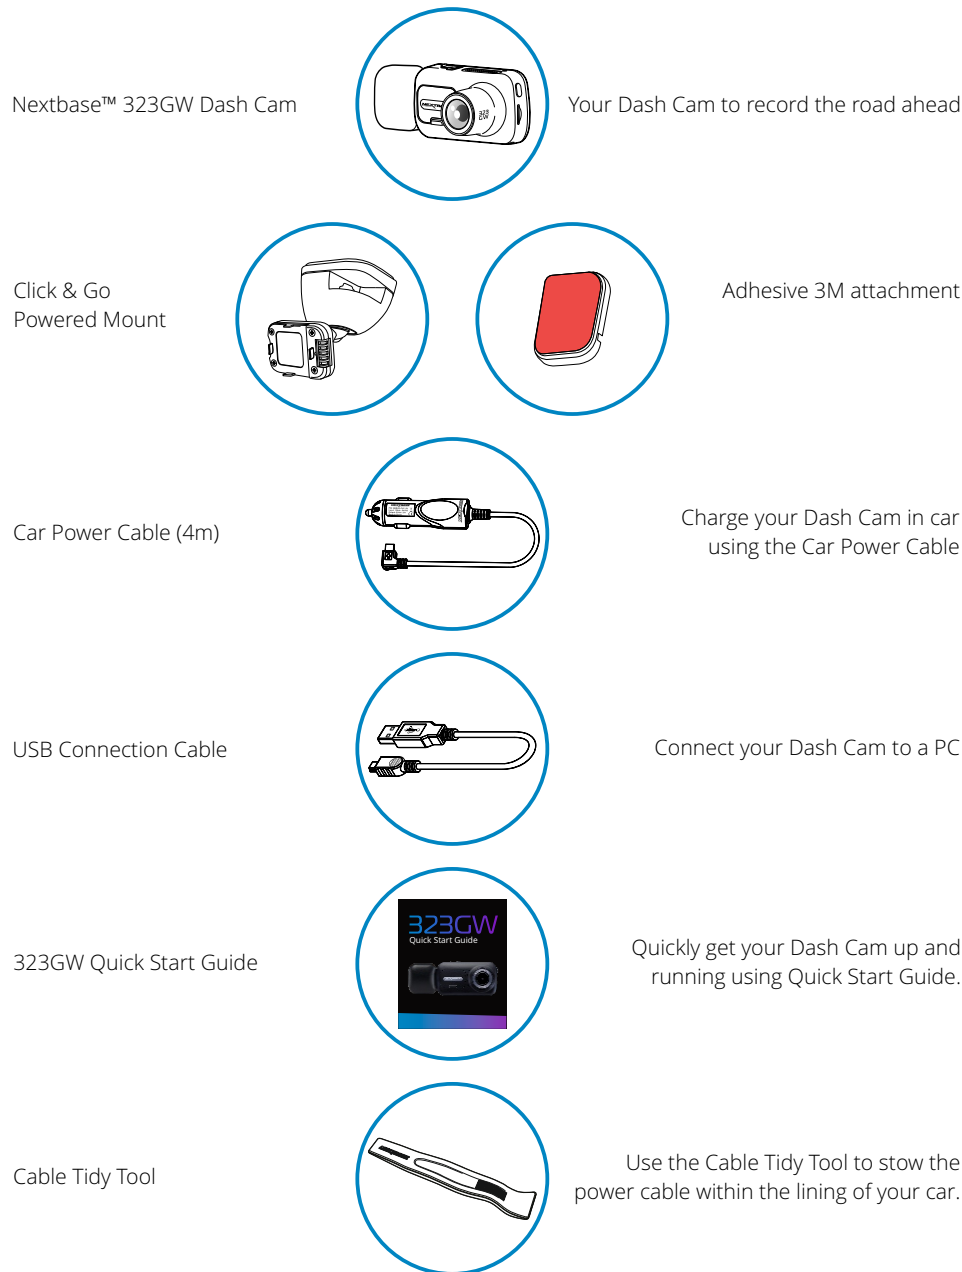 Nextbase™ 323GW Dash Cam
Your Dash Cam to record the road ahead
Click & Go
Powered Mount
Adhesive 3M attachment
Car Power Cable (4m)
Charge your Dash Cam in car
using the Car Power Cable
USB Connection Cable
Connect your Dash Cam to a PC
323GW Quick Start Guide
323GW
Quick Start Guide
Quickly get your Dash Cam up and
running using Quick Start Guide.
Cable Tidy Tool
Use the Cable Tidy Tool to stow the
power cable within the lining of your car.